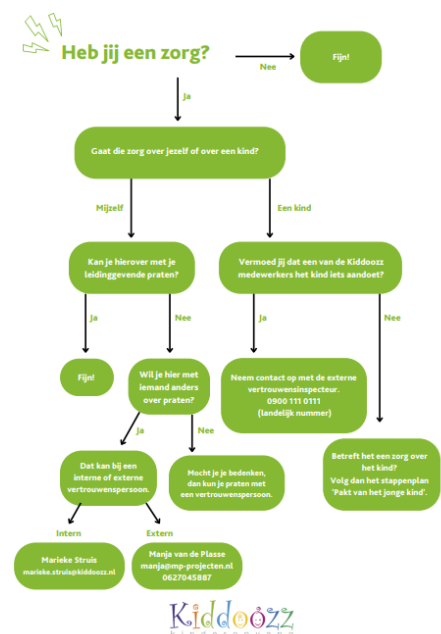 Heb jij een zorg?
Nee
Fijn!
Ja
Gaat die zorg over jezelf of over een kind?
Mijzelf
Een kind
Kan je hierover met je
leidinggevende praten?
Vermoed jij dat een van de Kiddoozz
medewerkers het kind iets aandoet?
Ja
Nee
Ja
Nee
Fijn!
Wil je hier met
iemand anders
over praten?
Neem contact op met de externe
vertrouwensinspecteur.
0900 111 0111
(landelijk nummer)
Ja
Nee
Dat kan bij een
interne of externe
vertrouwenspersoon.
Mocht je je bedenken,
dan kun je praten met
een vertrouwenspersoon.
Betreft het een zorg over
het kind?
Volg dan het stappenplan
'Pakt van het jonge kind'.
Intern
Extern
Marieke Struis
marieke.struis@kiddoozz.nl
Manja van de Plasse
manja@mp-projecten.nl
0627045887
Kiddoozz
kinderopvang